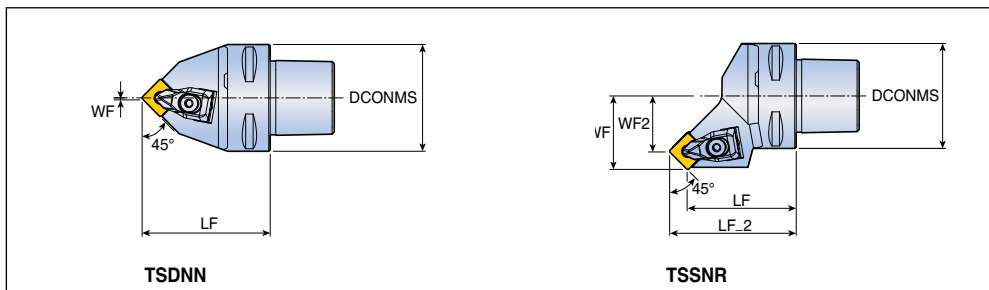 WF
45°
DCONMS
LF
TSDNN
WF
WF2
45°
DCONMS
LF
LF_2
TSSNR